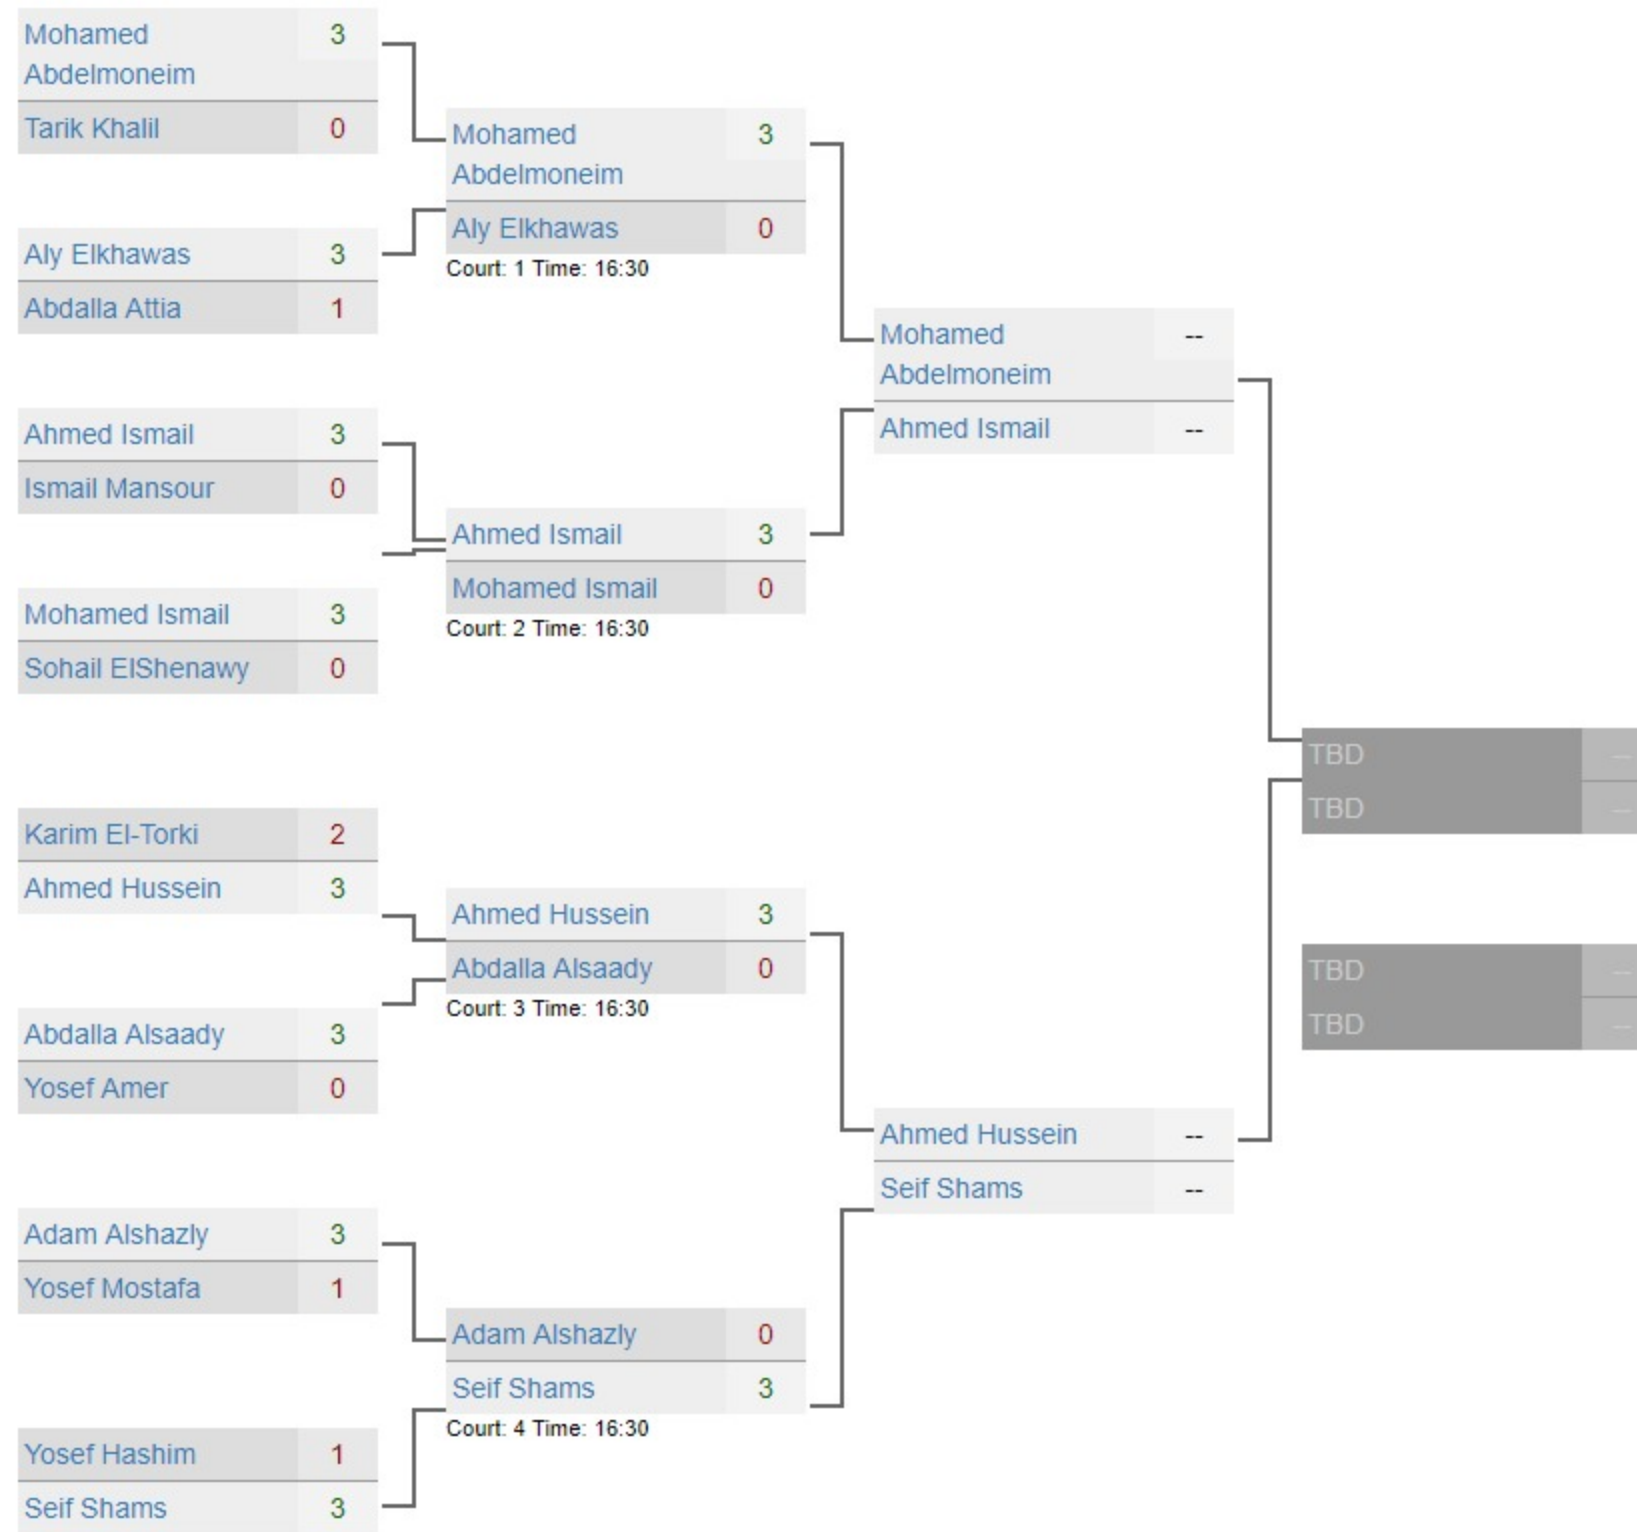 Mohamed 3
Abdelmoneim
Tarik Khalil 0
Aly Elkhawas 3
Abdalla Attia 1
Ahmed Ismail 3
Ismail Mansour 0
Mohamed Ismail 3
Sohail ElShenawy 0
Karim El-Torki 2
Ahmed Hussein 3
Abdalla Alsaady 3
Yosef Amer 0
Adam Alshazly 3
Yosef Mostafa 1
Yosef Hashim 1
Seif Shams 3
Mohamed 3
Abdelmoneim
Aly Elkhawas 0
Court: 1 Time: 16:30
Ahmed Ismail 3
Mohamed Ismail 0
Court: 2 Time: 16:30
Ahmed Hussein 3
Abdalla Alsaady 0
Court: 3 Time: 16:30
Adam Alshazly 0
Seif Shams 3
Court: 4 Time: 16:30
Mohamed --
Abdelmoneim
Ahmed Ismail --
Ahmed Hussein --
Seif Shams --
TBD --
TBD --
TBD --
TBD --